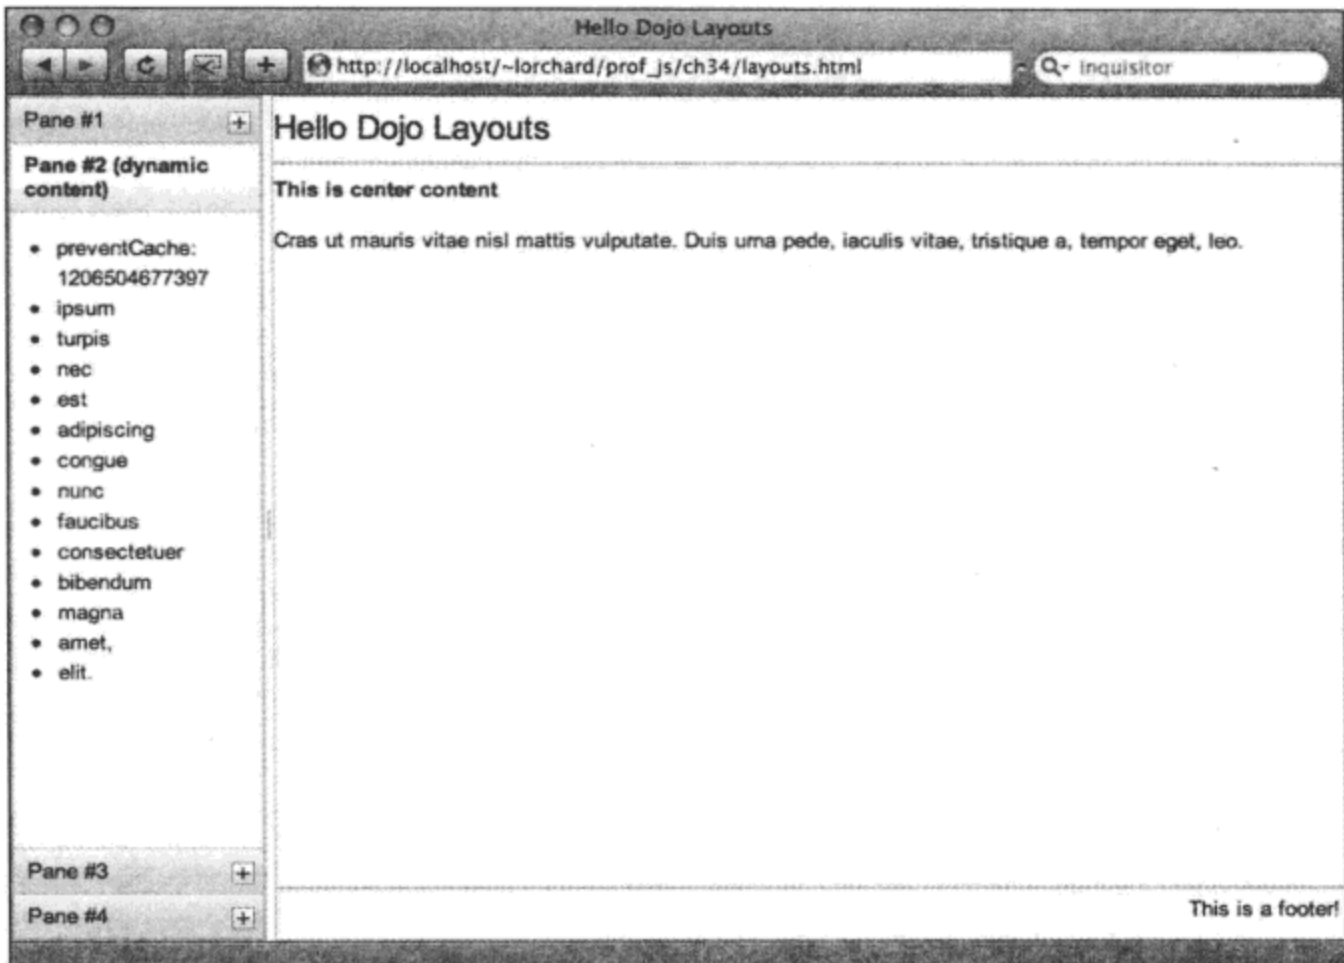 Hello Dojo Layouts
http://localhost/~lorchard/prof_js/ch34/layouts.html
Inquisitor
Pane #1
Pane #2 (dynamic
content)
preventCache:
1206504677397
ipsum
turpis
nec
est
adipiscing
congue
nunc
faucibus
consectetuer
bibendum
magna
amet,
elit.
Pane #3
Pane #4
Hello Dojo Layouts
This is center content
Cras ut mauris vitae nisl mattis vulputate. Duis urna pede, iaculis vitae, tristique a, tempor eget, leo.
This is a footer!